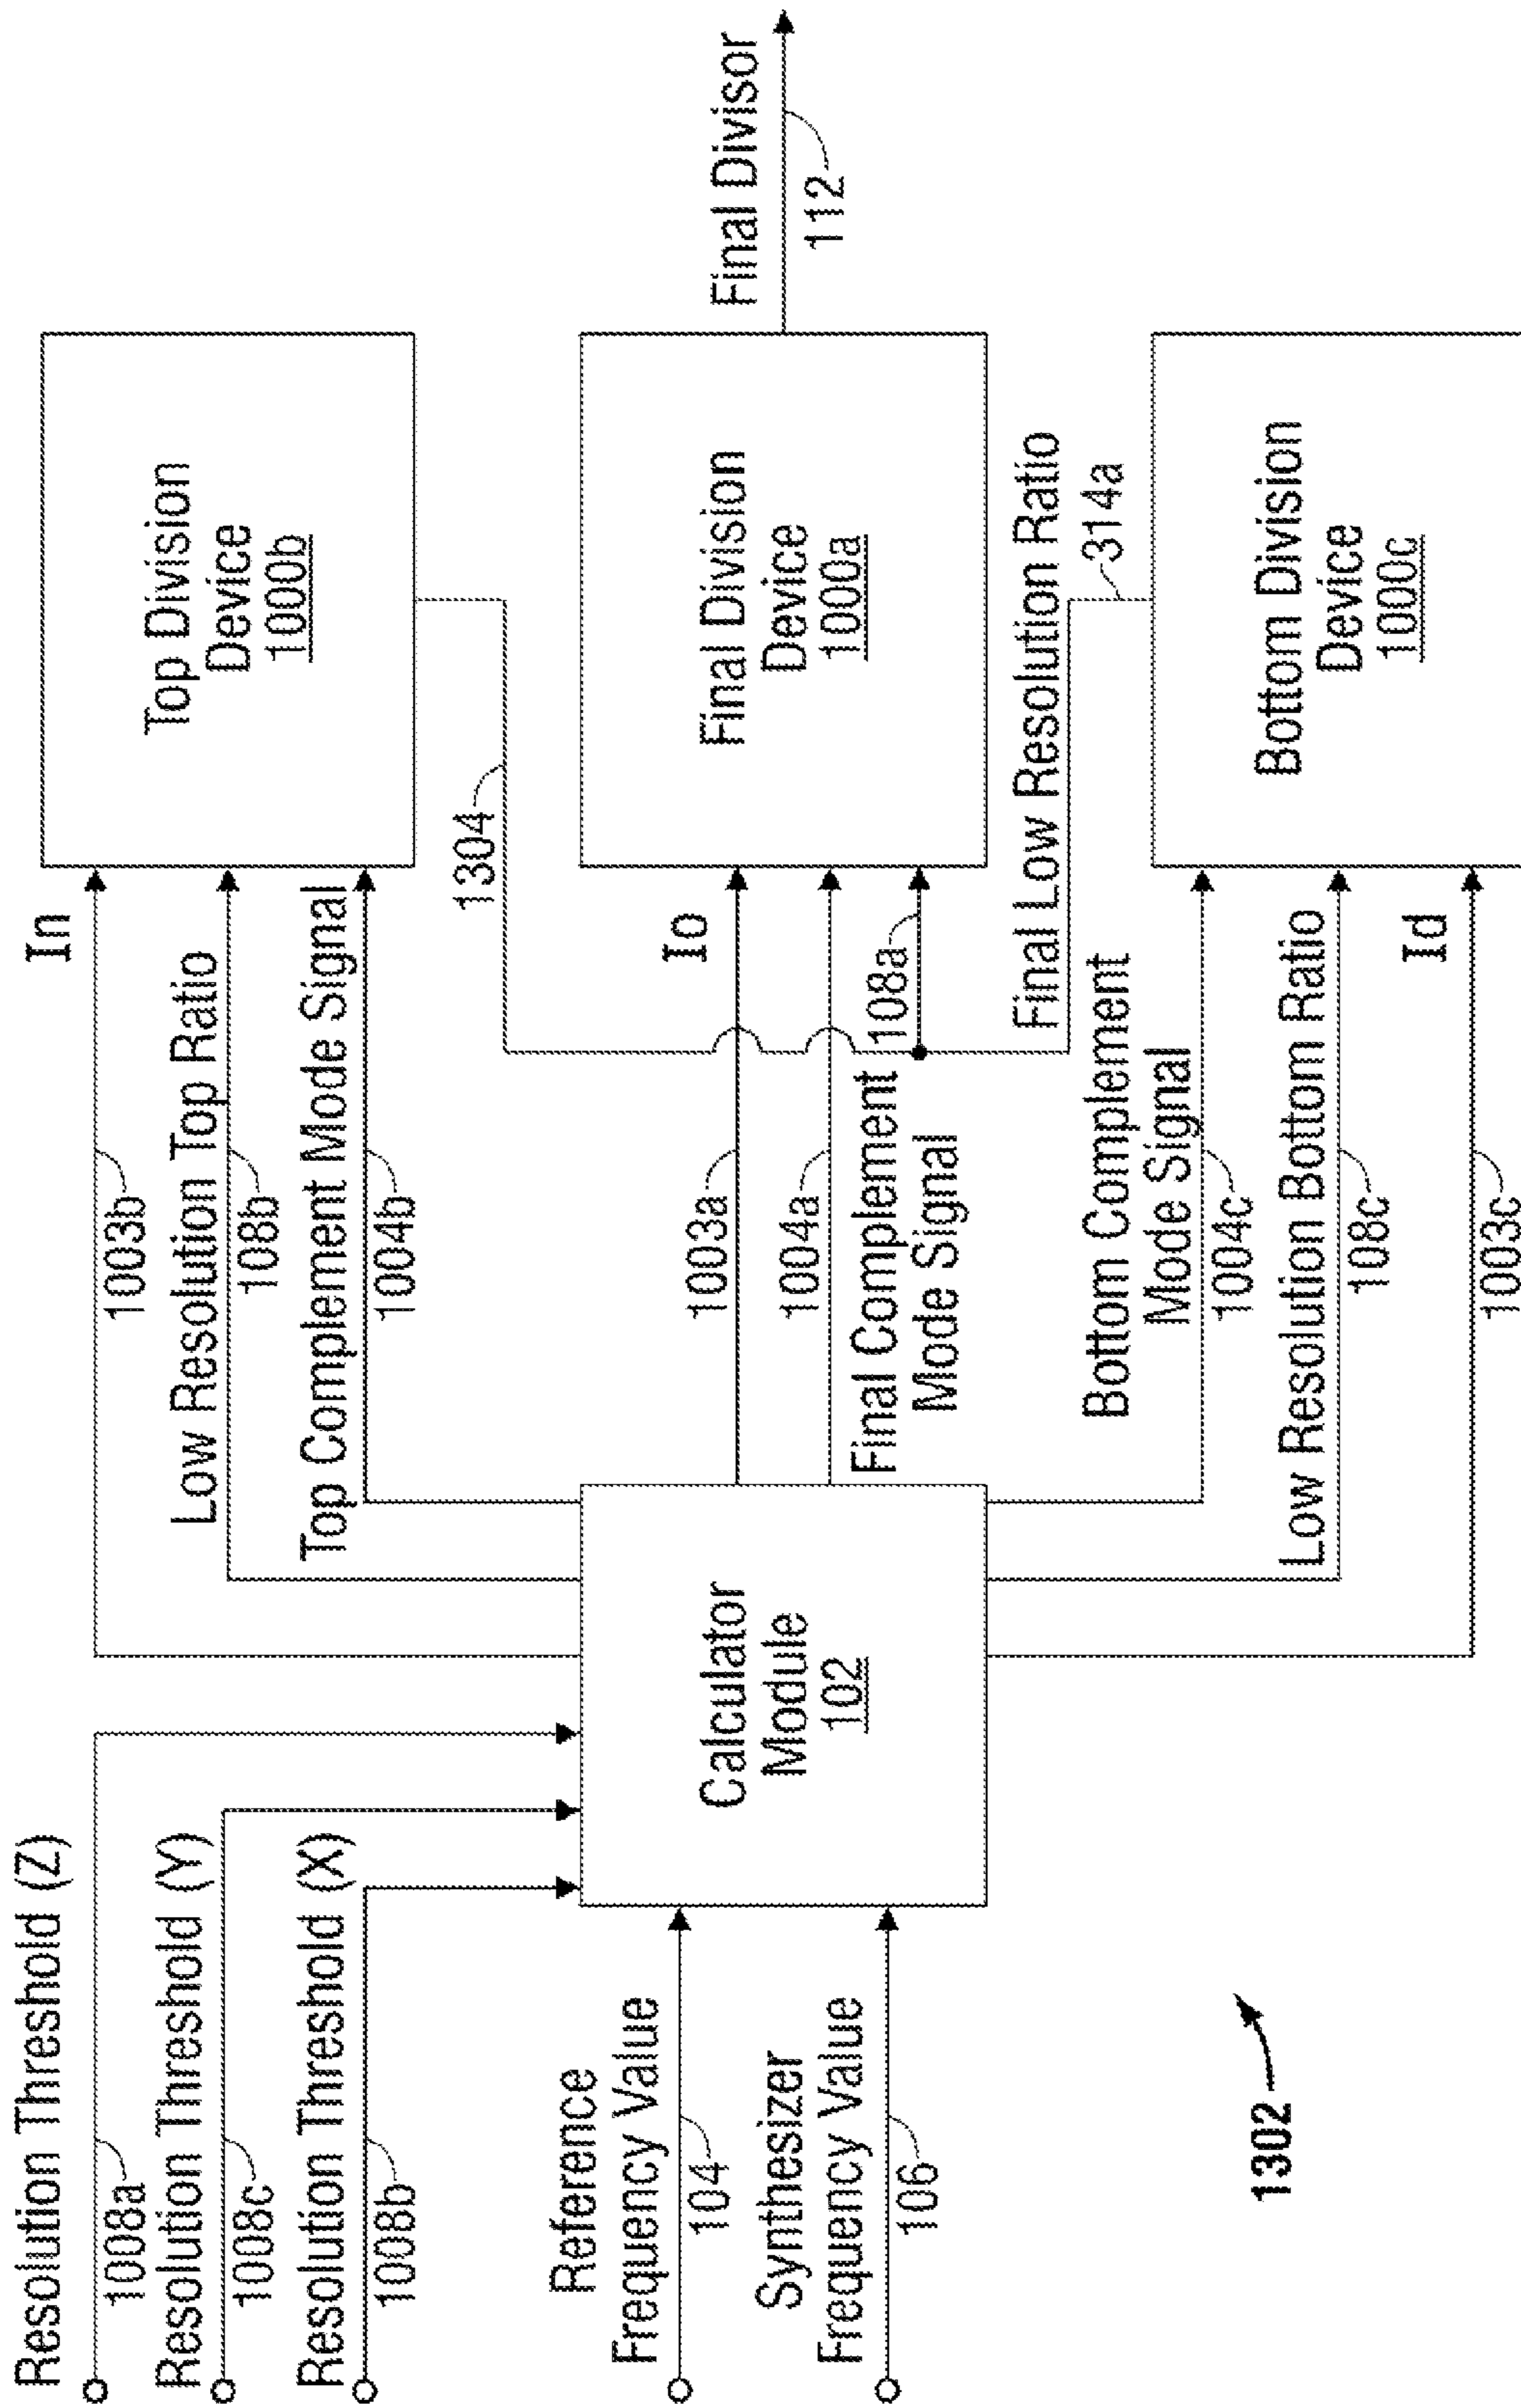 Resolution Threshold (Z)
1008a
Resolution Threshold (Y)
1008c
Resolution Threshold (X)
1008b
Reference
Frequency Value
104
Synthesizer
Frequency Value
106
1302
Calculator
Module
102
In
1003b
Low Resolution Top Ratio
108b
Top Complement Mode Signal
1004b
Io
1003a
1004a
Final Complement
Mode Signal
108a
Bottom Complement
Mode Signal
1004c
Low Resolution Bottom Ratio
108c
Id
1003c
1304
Final Low Resolution Ratio
314a
Top Division
Device
1000b
Final Division
Device
1000a
Bottom Division
Device
1000c
Final Divisor
112